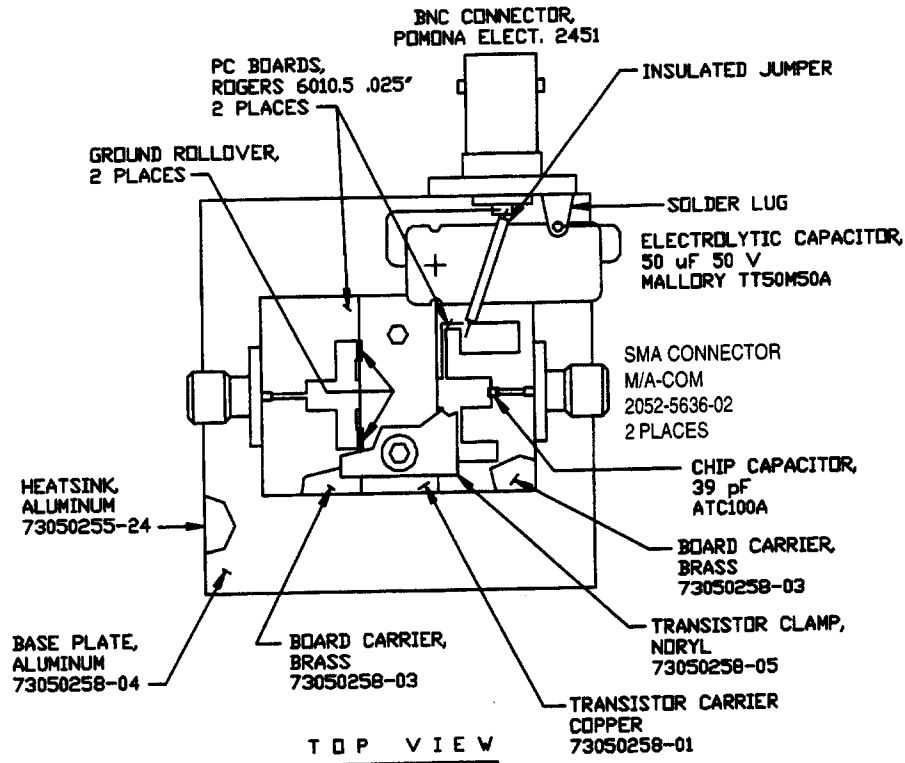 BNC CONNECTOR,
POMONA ELECT. 2451
PC BOARDS,
ROGERS 6010.5 .025"
2 PLACES
INSULATED JUMPER
GROUND ROLLOVER,
2 PLACES
SOLDER LUG
ELECTROLYTIC CAPACITOR,
50 uF 50 V
MALLORY TT50M50A
SMA CONNECTOR
M/A-COM
2052-5636-02
2 PLACES
CHIP CAPACITOR,
39 pF
ATC100A
HEATSINK,
ALUMINUM
73050255-24
BOARD CARRIER,
BRASS
73050258-03
TRANSISTOR CLAMP,
NORYL
73050258-05
BASE PLATE,
ALUMINUM
73050258-04
BOARD CARRIER,
BRASS
73050258-03
TRANSISTOR CARRIER
COPPER
73050258-01
TOP VIEW